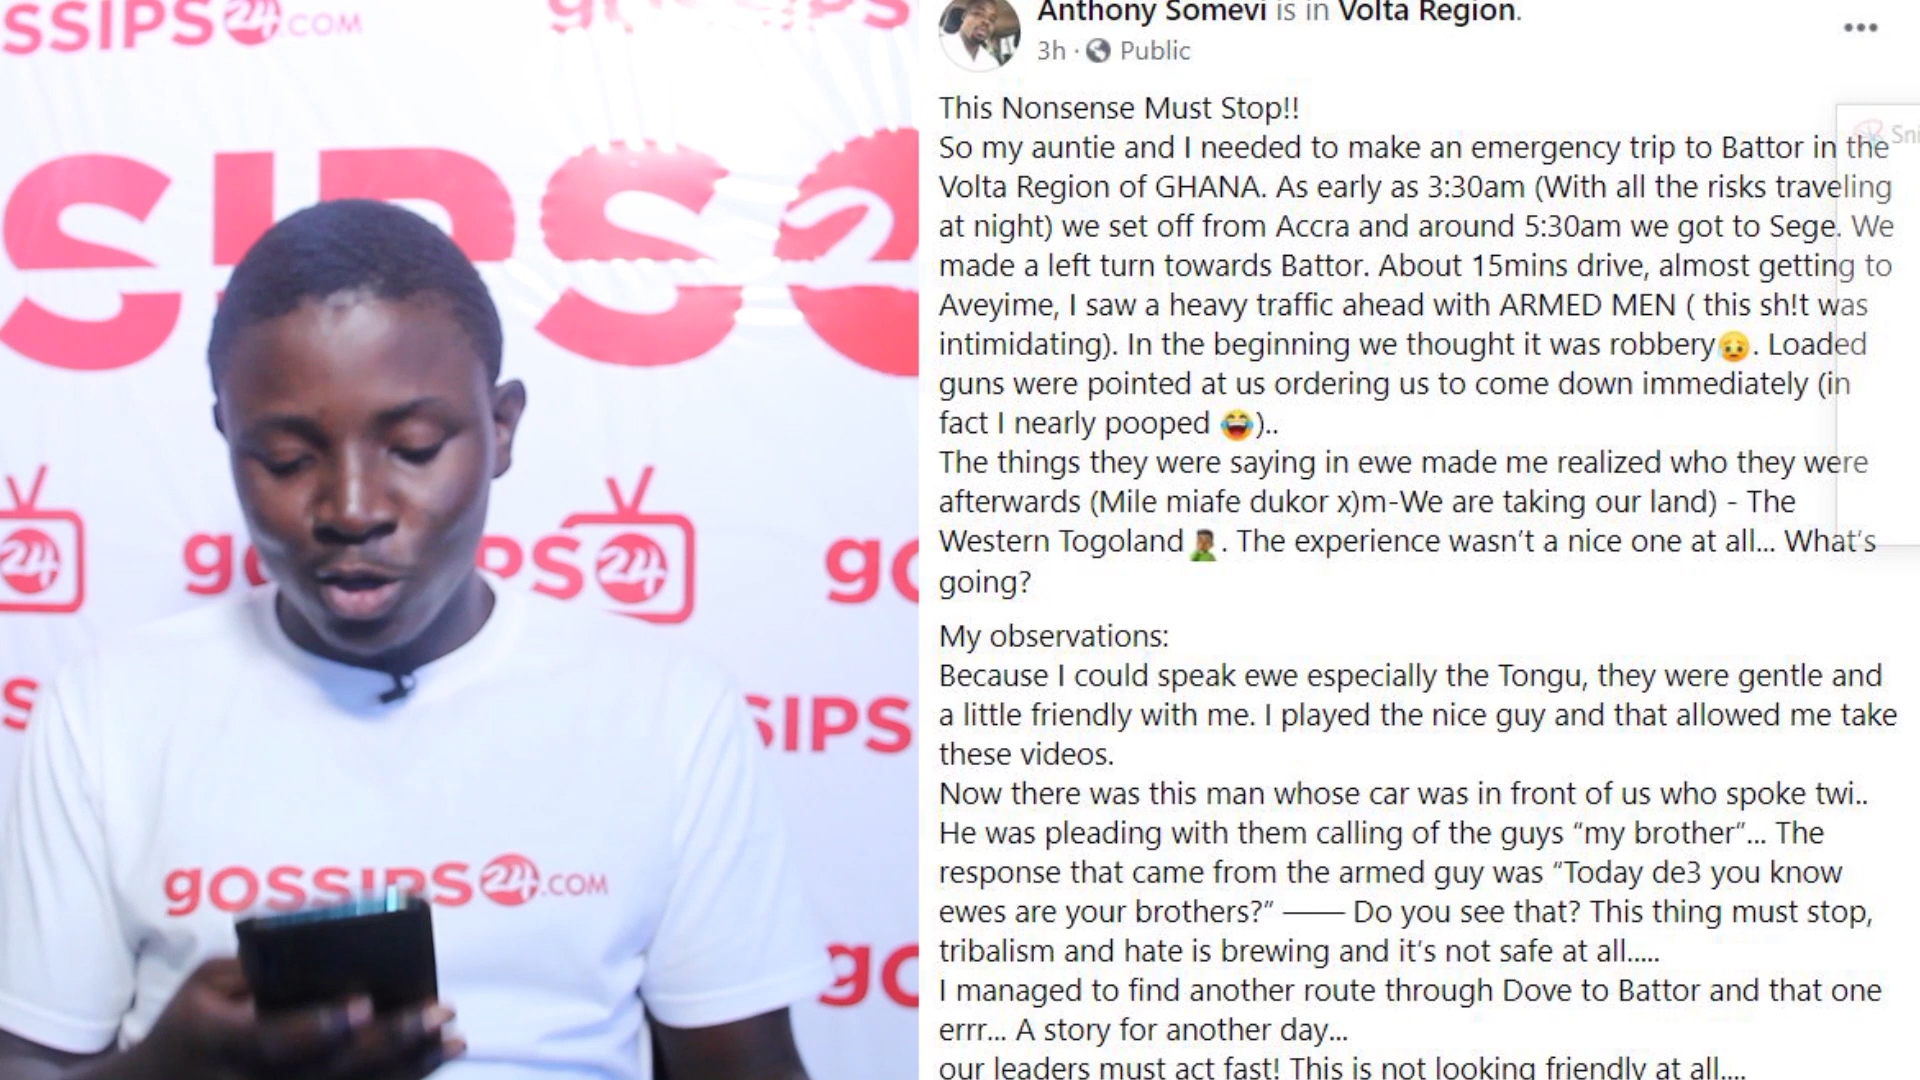 SSIPS24.COM
gOSSIPS
SIPS2
24
gO
PS24
gO
S
SIPS
gOSSIPS24.COM
gO
Anthony Somevi is in Volta Region.
3h · Public
This Nonsense Must Stop!!
So my auntie and I needed to make an emergency trip to Battor in the
Volta Region of GHANA. As early as 3:30am (With all the risks traveling
at night) we set off from Accra and around 5:30am we got to Sege. We
made a left turn towards Battor. About 15mins drive, almost getting to
Aveyime, I saw a heavy traffic ahead with ARMED MEN ( this sh!t was
intimidating). In the beginning we thought it was robbery😥. Loaded
guns were pointed at us ordering us to come down immediately (in
fact I nearly pooped 😂)..
The things they were saying in ewe made me realized who they were
afterwards (Mile miafe dukor x)m-We are taking our land) - The
Western Togoland. The experience wasn't a nice one at all... What's
going?
My observations:
Because I could speak ewe especially the Tongu, they were gentle and
a little friendly with me. I played the nice guy and that allowed me take
these videos.
Now there was this man whose car was in front of us who spoke twi..
He was pleading with them calling of the guys “my brother”... The
response that came from the armed guy was “Today de3 you know
ewes are your brothers?” —— Do you see that? This thing must stop,
tribalism and hate is brewing and it's not safe at all.....
I managed to find another route through Dove to Battor and that one
errr... A story for another day...
our leaders must act fast! This is not looking friendly at all....
Sni